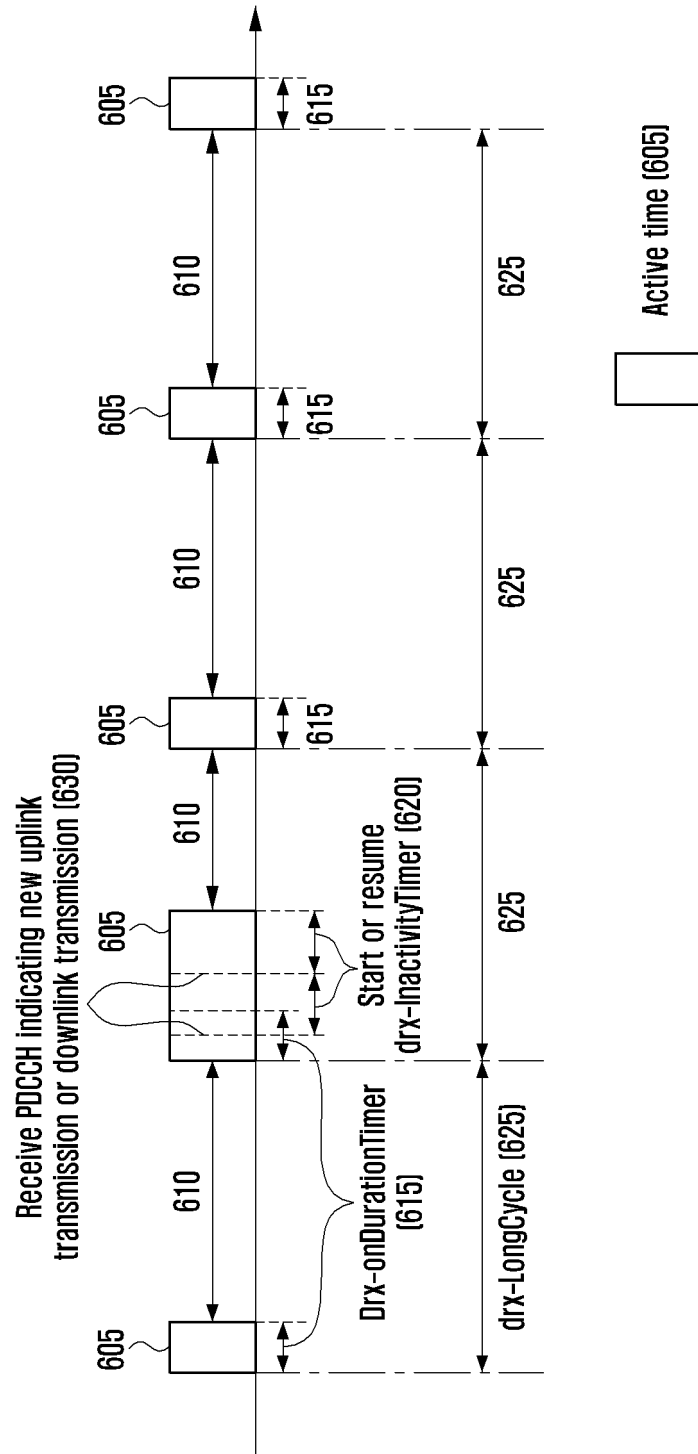 Receive PDCCH indicating new uplink
transmission or downlink transmission (630)
605
605
605
605
605
610
610
610
610
615
615
615
Drx-onDurationTimer
(615)
Start or resume
drx-InactivityTimer (620)
drx-LongCycle (625)
625
625
625
Active time (605)